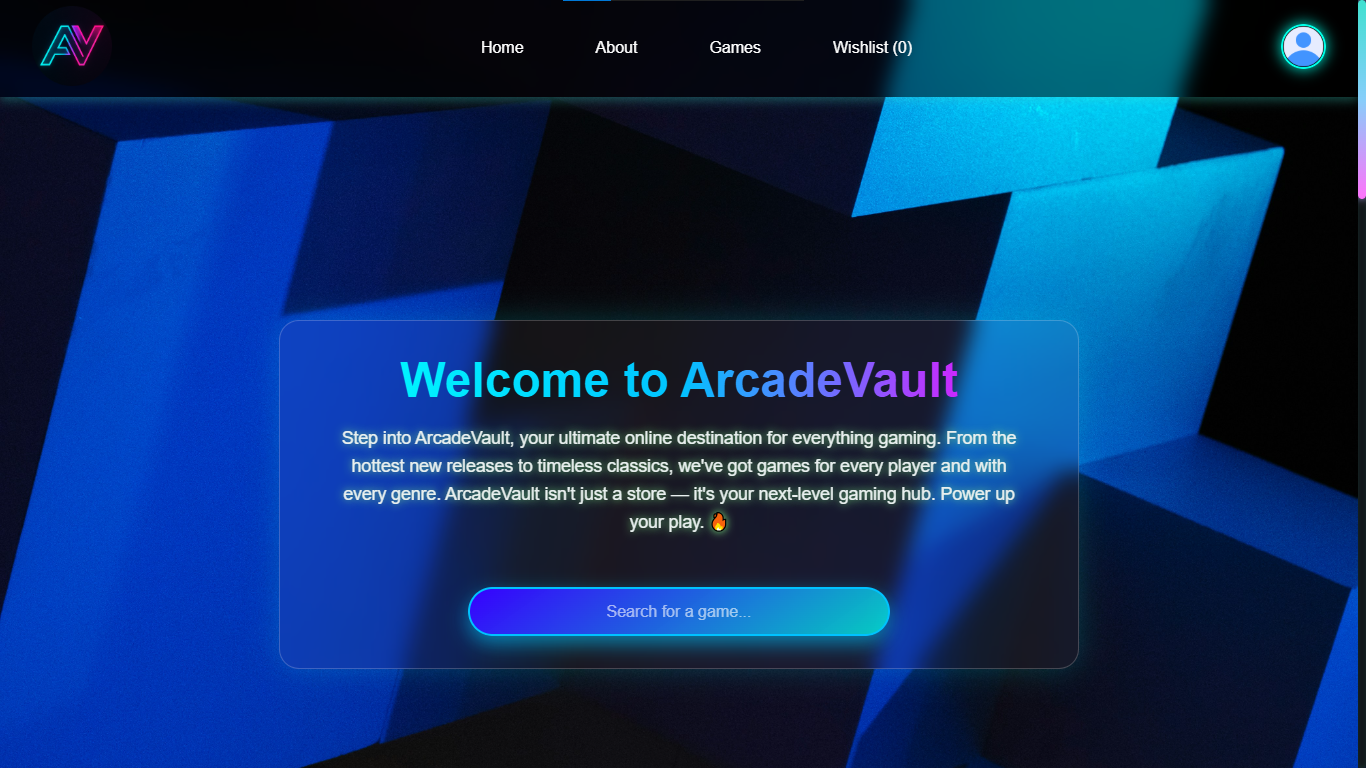 AV
Home
About
Games
Wishlist (0)
Welcome to ArcadeVault
Step into ArcadeVault, your ultimate online destination for everything gaming. From the
hottest new releases to timeless classics, we've got games for every player and with
every genre. ArcadeVault isn't just a store — it's your next-level gaming hub. Power up
your play. 🔥
Search for a game...